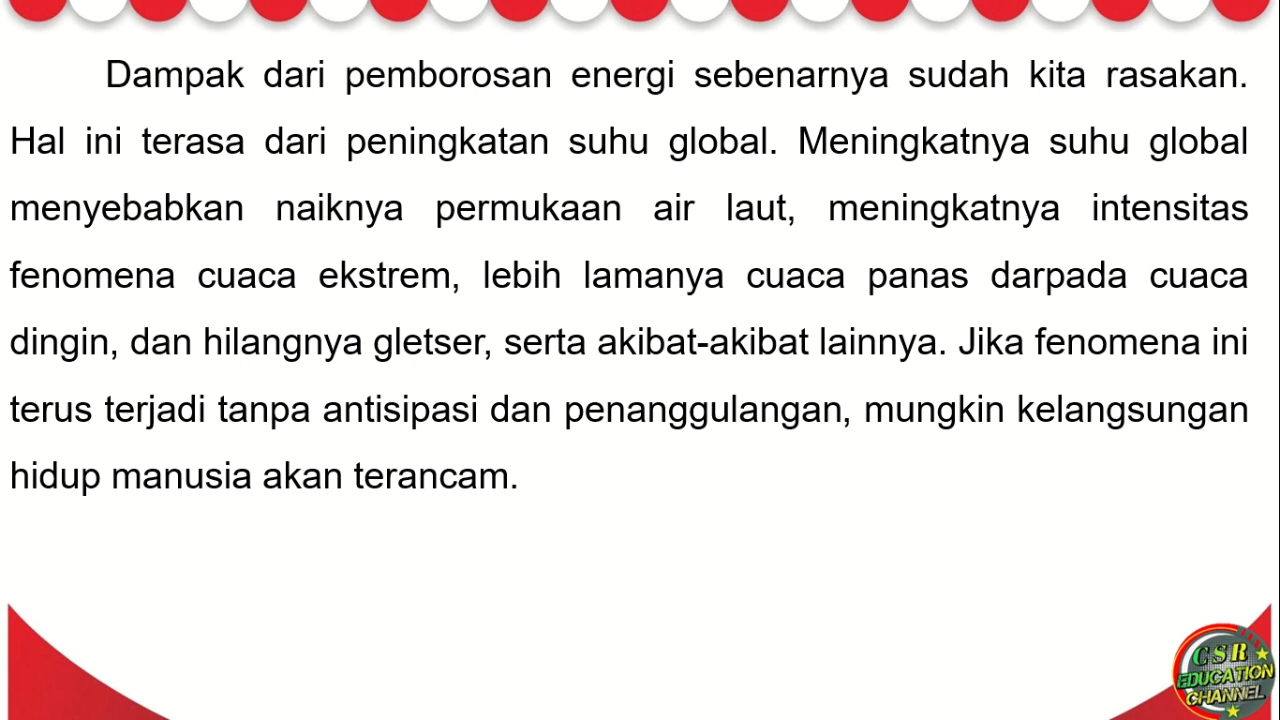 Dampak dari pemborosan energi sebenarnya sudah kita rasakan.
Hal ini terasa dari peningkatan suhu global. Meningkatnya suhu global
menyebabkan naiknya permukaan air laut, meningkatnya intensitas
fenomena cuaca ekstrem, lebih lamanya cuaca panas darpada cuaca
dingin, dan hilangnya gletser, serta akibat-akibat lainnya. Jika fenomena ini
terus terjadi tanpa antisipasi dan penanggulangan, mungkin kelangsungan
hidup manusia akan terancam.
CSR
EDUCATION
CHANNEL